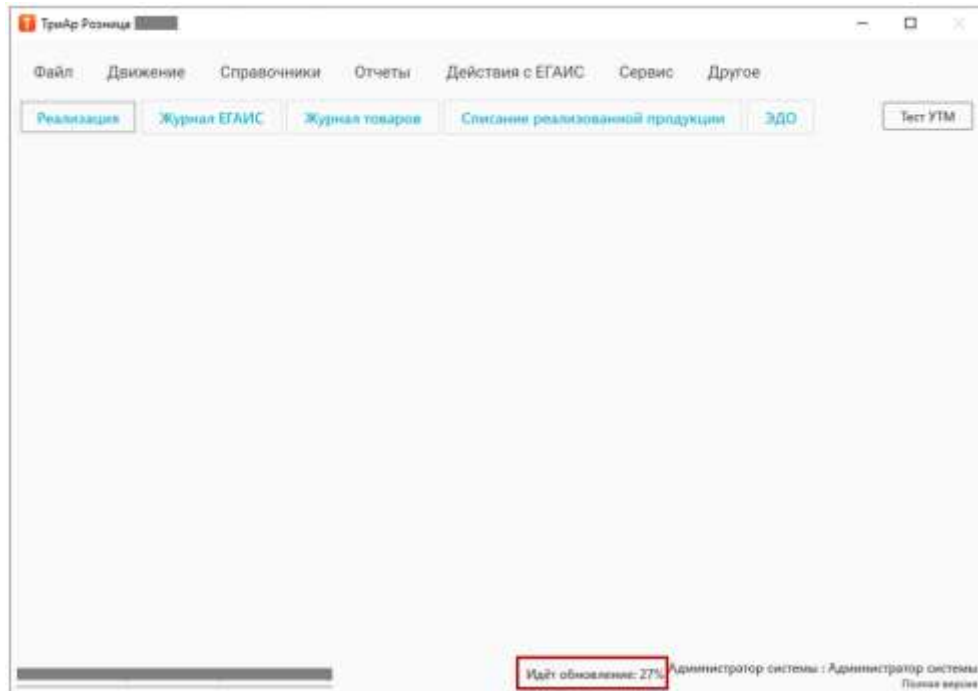 ТриАр Розница
Файл Движение Справочники Отчеты Действия с ЕГАИС Сервис Другое
Реализация Журнал ЕГАИС Журнал товаров Списание реализованной продукции ЭДО Тест УТМ
Идёт обновление: 27% Администратор системы : Администратор системы
Полная версия